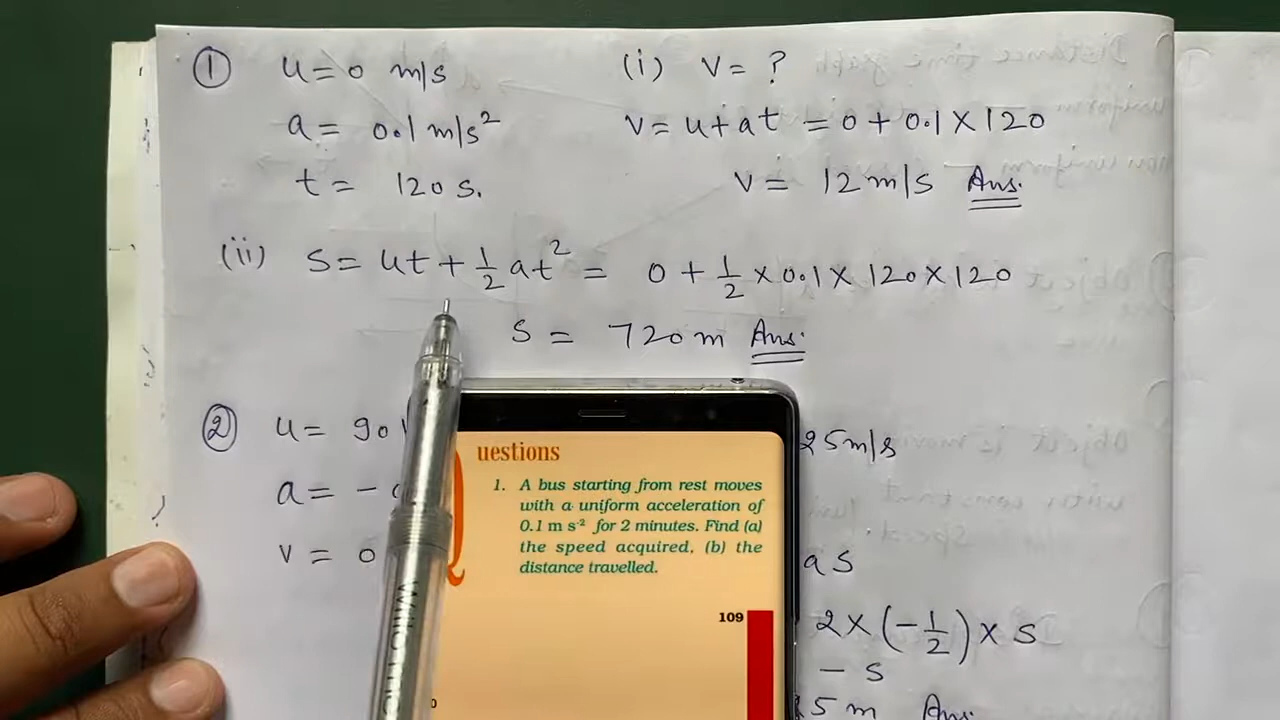 ① u = 0 m/s (i) v = ?
a = 0.1 m/s² v = u + at = 0 + 0.1 × 120
t = 120 s. v = 12 m/s Ans.
(ii) s = ut + ½ at² = 0 + ½ × 0.1 × 120 × 120
s = 720 m Ans.
② u = 90 25 m/s
a = -
v = 0
as
2 × (-½) × s
- s
5 m Ans
uestions
1. A bus starting from rest moves
with a uniform acceleration of
0.1 m s⁻² for 2 minutes. Find (a)
the speed acquired, (b) the
distance travelled.
109